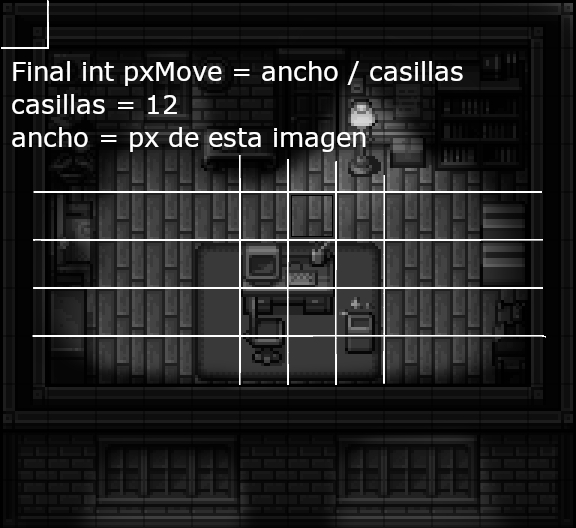 Final int pxMove = ancho / casillas
casillas = 12
ancho = px de esta imagen